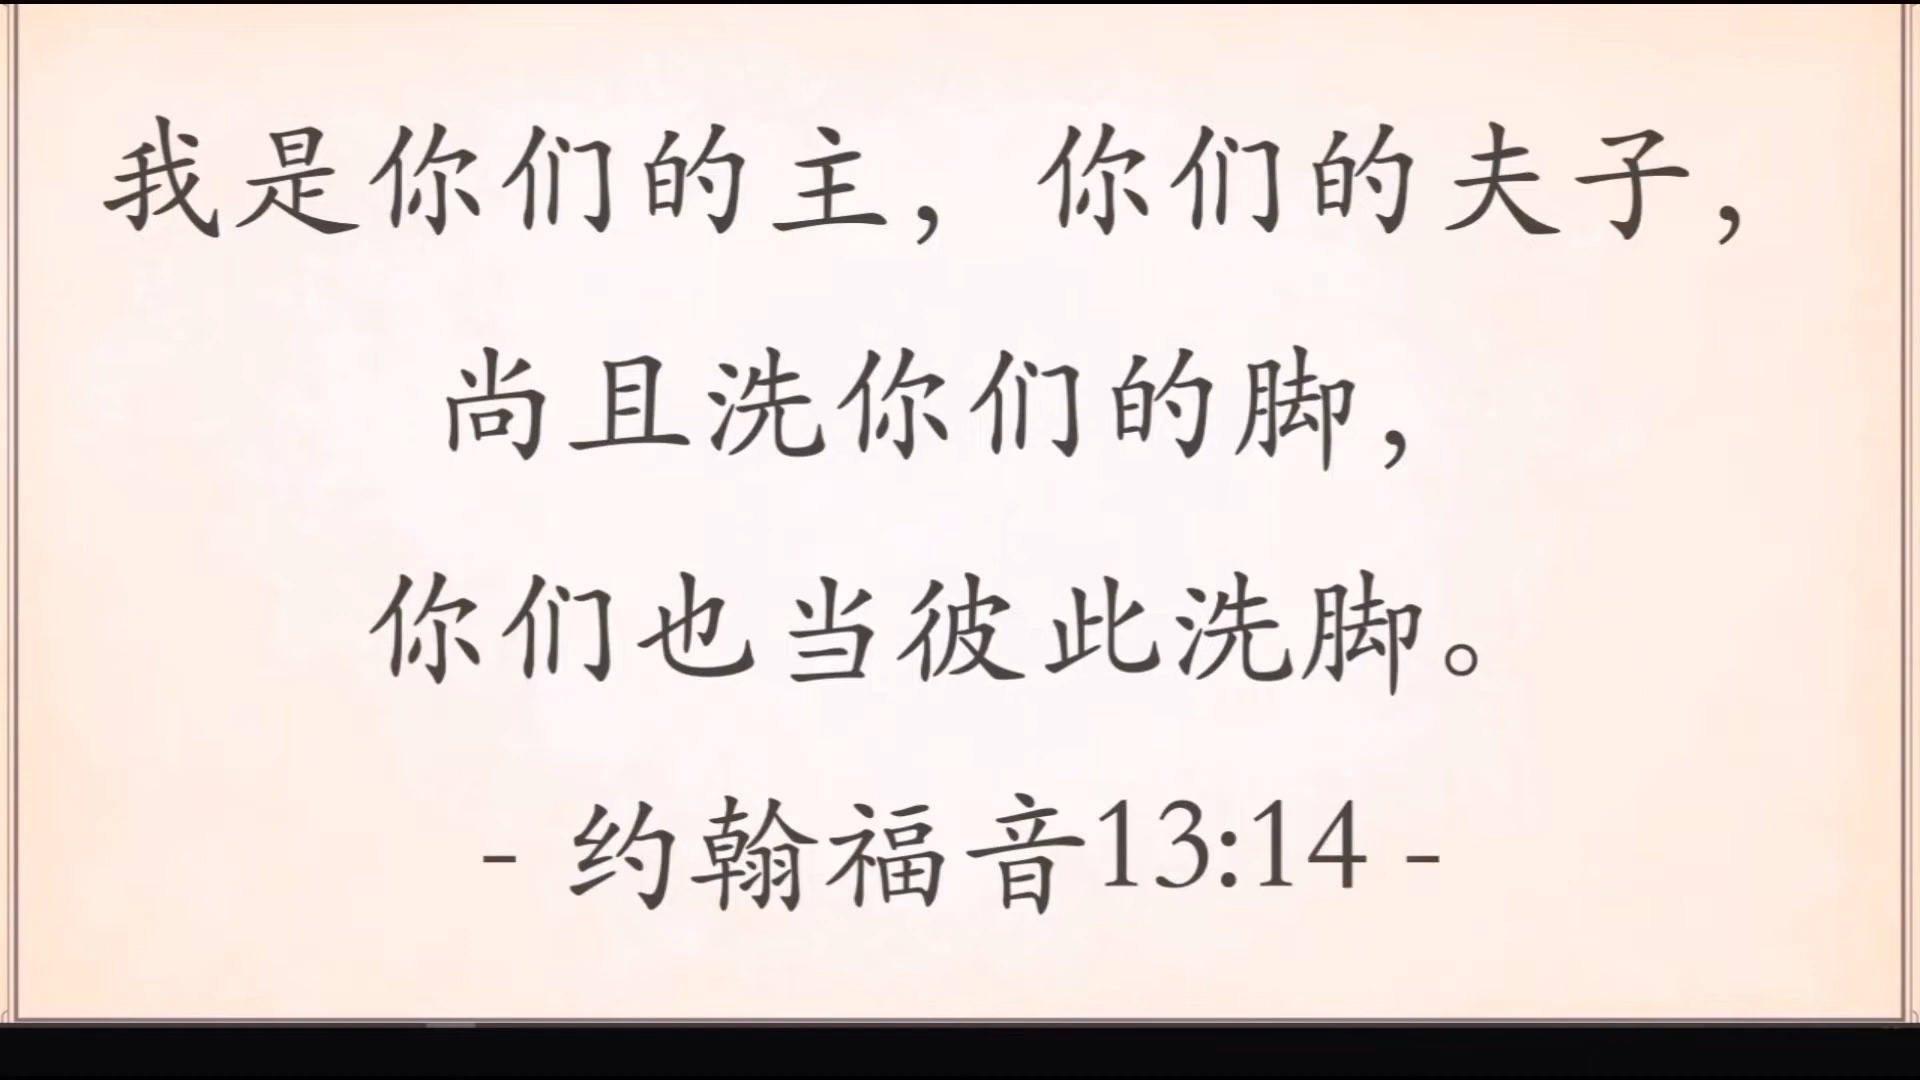 我是你们的主，你们的夫子，
尚且洗你们的脚，
你们也当彼此洗脚。
- 约翰福音13:14 -